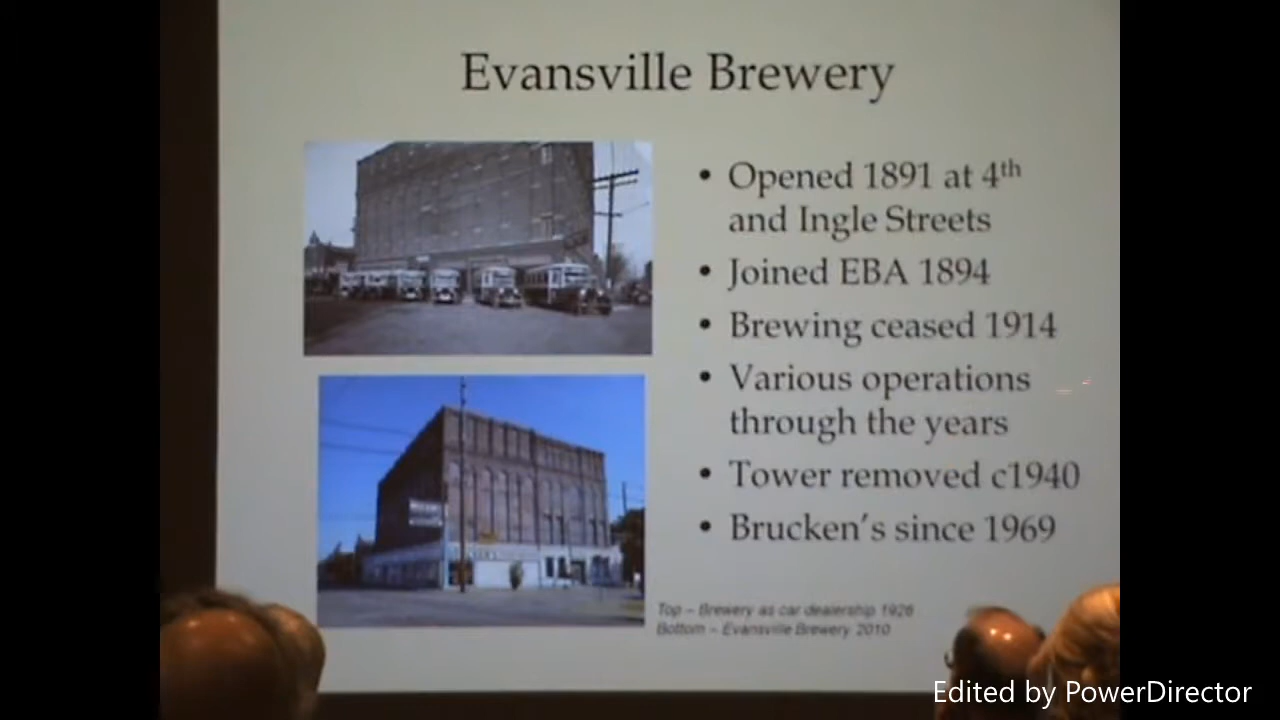 Evansville Brewery
• Opened 1891 at 4th
and Ingle Streets
• Joined EBA 1894
• Brewing ceased 1914
• Various operations
through the years
• Tower removed c1940
• Brucken's since 1969
Top – Brewery as car dealership 1926
Bottom – Evansville Brewery 2010
Edited by PowerDirector